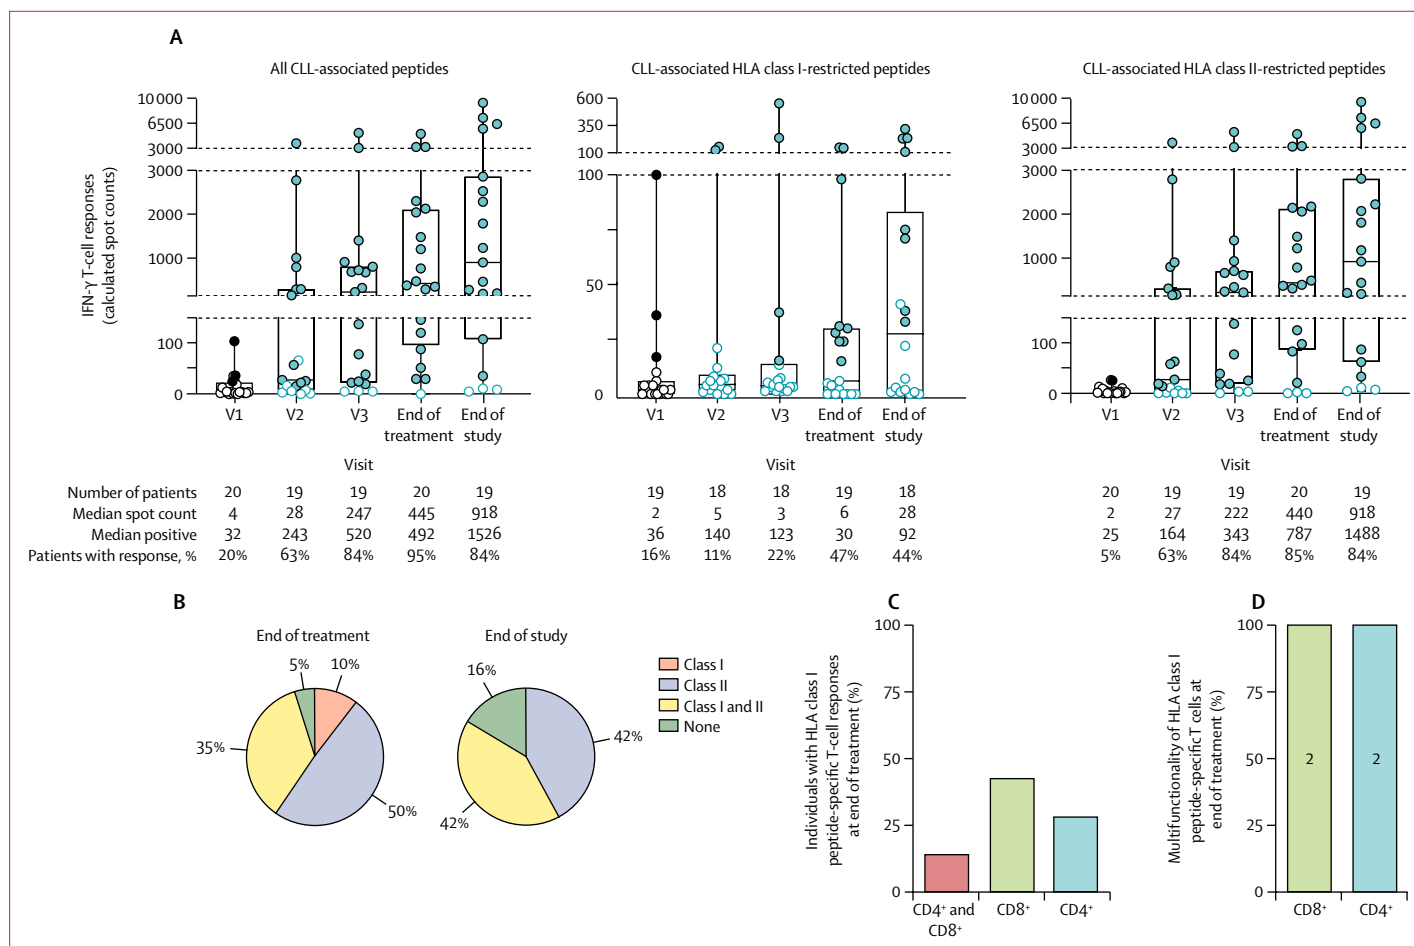 A
All CLL-associated peptides
CLL-associated HLA class I-restricted peptides
CLL-associated HLA class II-restricted peptides
IFN-γ T-cell responses
(calculated spot counts)
10 000
6500
3000
3000
2000
1000
100
0
V1 V2 V3 End of treatment End of study
600
350
100
100
50
0
V1 V2 V3 End of treatment End of study
10 000
6500
3000
3000
2000
1000
100
0
V1 V2 V3 End of treatment End of study
Visit Visit Visit
Number of patients 20 19 19 20 19 19 18 18 19 18 20 19 19 20 19
Median spot count 4 28 247 445 918 2 5 3 6 28 2 27 222 440 918
Median positive 32 243 520 492 1526 36 140 123 30 92 25 164 343 787 1488
Patients with response, % 20% 63% 84% 95% 84% 16% 11% 22% 47% 44% 5% 63% 84% 85% 84%
B
End of treatment
5% 10%
35%
50%
End of study
16%
42%
42%
Class I
Class II
Class I and II
None
C
Individuals with HLA class I
peptide-specific T-cell responses
at end of treatment (%)
100
75
50
25
0
CD4⁺ and CD8⁺ CD8⁺ CD4⁺
D
Multifunctionality of HLA class I
peptide-specific T cells at
end of treatment (%)
100
75
50
25
0
2 2
CD8⁺ CD4⁺